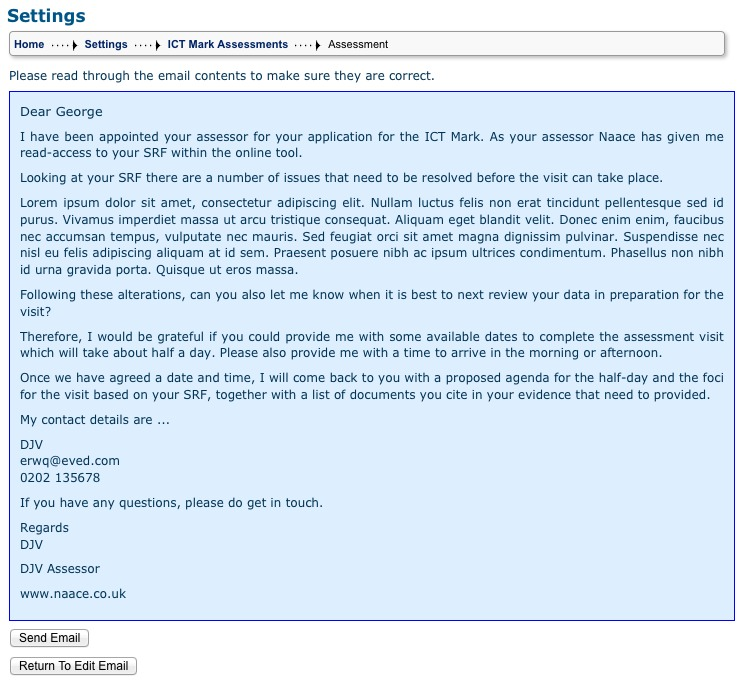 Settings
Home Settings ICT Mark Assessments Assessment
Please read through the email contents to make sure they are correct.
Dear George
I have been appointed your assessor for your application for the ICT Mark. As your assessor Naace has given me
read-access to your SRF within the online tool.
Looking at your SRF there are a number of issues that need to be resolved before the visit can take place.
Lorem ipsum dolor sit amet, consectetur adipiscing elit. Nullam luctus felis non erat tincidunt pellentesque sed id
purus. Vivamus imperdiet massa ut arcu tristique consequat. Aliquam eget blandit velit. Donec enim enim, faucibus
nec accumsan tempus, vulputate nec mauris. Sed feugiat orci sit amet magna dignissim pulvinar. Suspendisse nec
nisl eu felis adipiscing aliquam at id sem. Praesent posuere nibh ac ipsum ultrices condimentum. Phasellus non nibh
id urna gravida porta. Quisque ut eros massa.
Following these alterations, can you also let me know when it is best to next review your data in preparation for the
visit?
Therefore, I would be grateful if you could provide me with some available dates to complete the assessment visit
which will take about half a day. Please also provide me with a time to arrive in the morning or afternoon.
Once we have agreed a date and time, I will come back to you with a proposed agenda for the half-day and the foci
for the visit based on your SRF, together with a list of documents you cite in your evidence that need to provided.
My contact details are ...
DJV
erwq@eved.com
0202 135678
If you have any questions, please do get in touch.
Regards
DJV
DJV Assessor
www.naace.co.uk
Send Email
Return To Edit Email